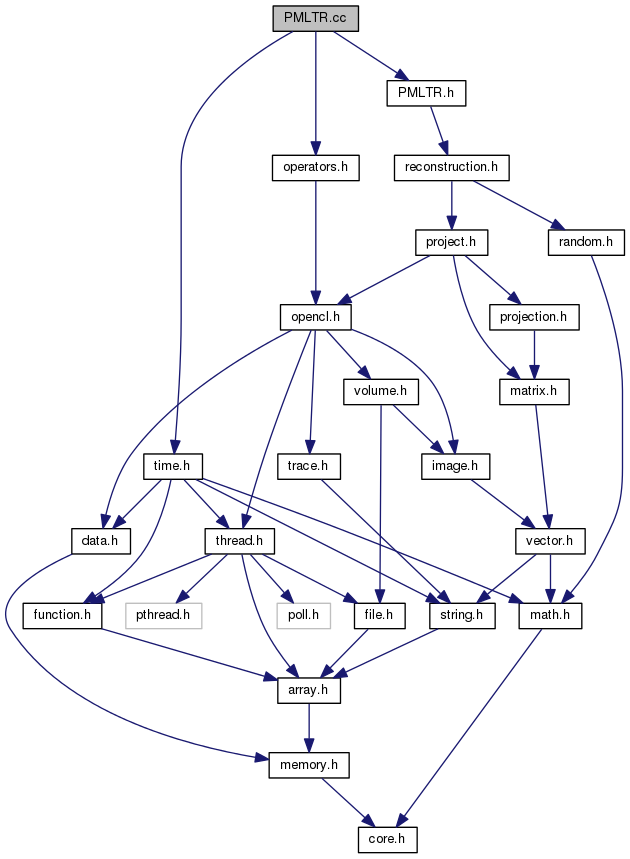 PMLTR.cc
PMLTR.h
operators.h
reconstruction.h
project.h
random.h
opencl.h
projection.h
volume.h
matrix.h
time.h
trace.h
image.h
data.h
thread.h
vector.h
function.h
pthread.h
poll.h
file.h
string.h
math.h
array.h
memory.h
core.h